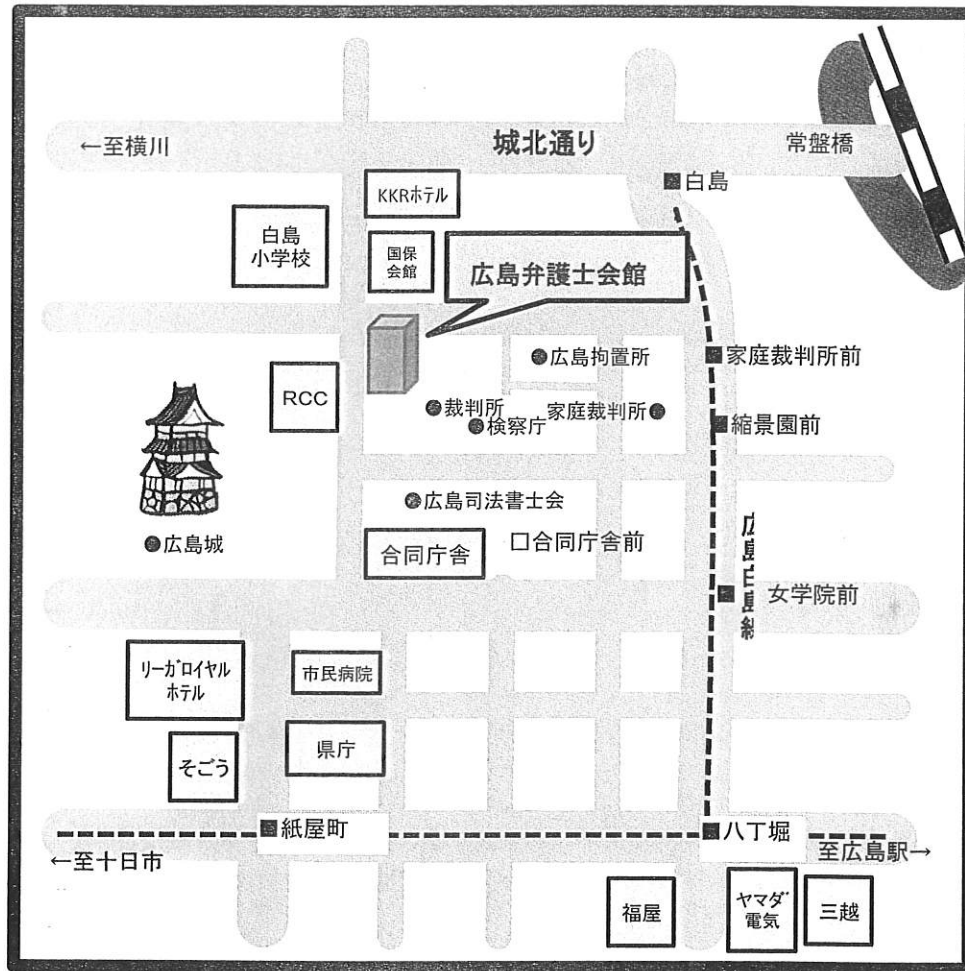 ←至横川
城北通り
常盤橋
KKRホテル
白島
白島
小学校
国保
会館
広島弁護士会館
広島拘置所
家庭裁判所前
RCC
裁判所
家庭裁判所
検察庁
縮景園前
広島司法書士会
広島城
合同庁舎
合同庁舎前
広島白島線
女学院前
リーガロイヤル
ホテル
市民病院
そごう
県庁
紙屋町
八丁堀
←至十日市
至広島駅→
福屋
ヤマダ
電気
三越